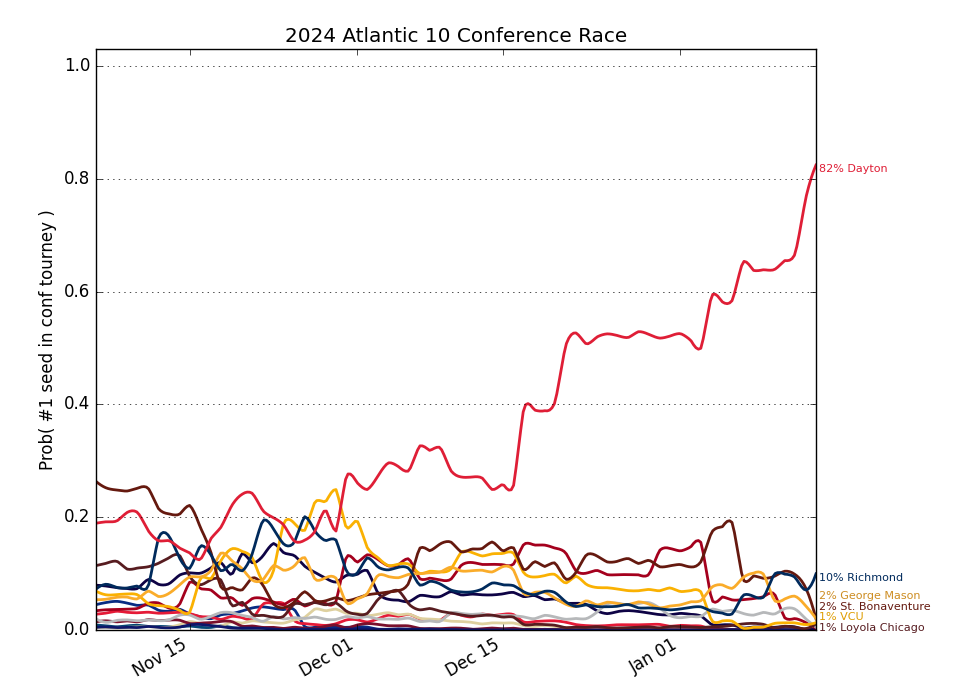 2024 Atlantic 10 Conference Race
Prob( #1 seed in conf tourney )
1.0
0.8
0.6
0.4
0.2
0.0
Nov 15
Dec 01
Dec 15
Jan 01
82% Dayton
10% Richmond
2% George Mason
2% St. Bonaventure
1% VCU
1% Loyola Chicago